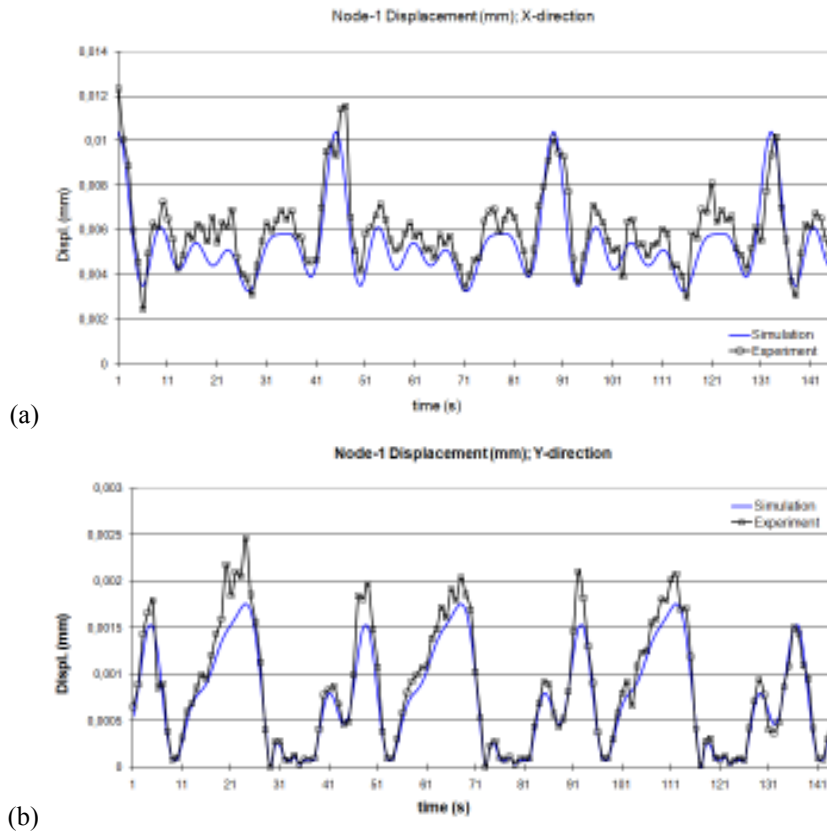 Node-1 Displacement (mm); X-direction
0,014
0,012
0,01
0,008
0,006
0,004
0,002
0
Displ. (mm)
Simulation
Experiment
1 11 21 31 41 51 61 71 81 91 101 111 121 131 141
time (s)
(a)
Node-1 Displacement (mm); Y-direction
0,003
0,0025
0,002
0,0015
0,001
0,0005
0
Displ. (mm)
Simulation
Experiment
1 11 21 31 41 51 61 71 81 91 101 111 121 131 141
time (s)
(b)